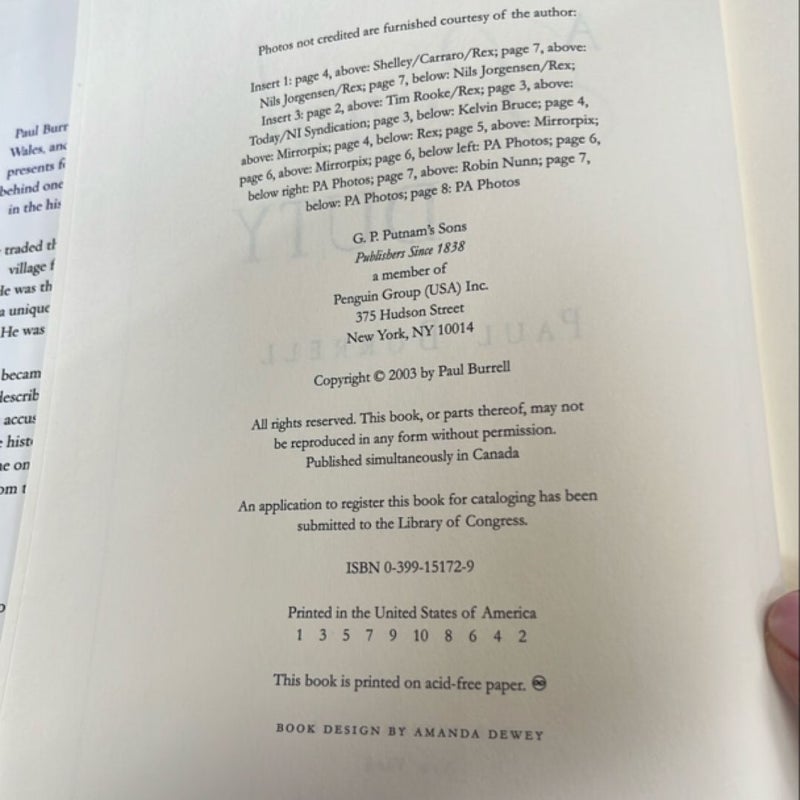 Photos not credited are furnished courtesy of the author:
Insert 1: page 4, above: Shelley/Carraro/Rex; page 7, above:
Nils Jorgensen/Rex; page 7, below: Nils Jorgensen/Rex;
Insert 3: page 2, above: Tim Rooke/Rex; page 3, above:
Today/NI Syndication; page 3, below: Kelvin Bruce; page 4,
above: Mirrorpix; page 4, below: Rex; page 5, above: Mirrorpix;
page 6, above: Mirrorpix; page 6, below left: PA Photos; page 6,
below right: PA Photos; page 7, above: Robin Nunn; page 7,
below: PA Photos; page 8: PA Photos
G. P. Putnam's Sons
Publishers Since 1838
a member of
Penguin Group (USA) Inc.
375 Hudson Street
New York, NY 10014
Copyright © 2003 by Paul Burrell
All rights reserved. This book, or parts thereof, may not
be reproduced in any form without permission.
Published simultaneously in Canada
An application to register this book for cataloging has been
submitted to the Library of Congress.
ISBN 0-399-15172-9
Printed in the United States of America
1 3 5 7 9 10 8 6 4 2
This book is printed on acid-free paper. ♾
BOOK DESIGN BY AMANDA DEWEY
Paul Burr
Wales, and
presents f
behind one
in the his
traded th
village f
He was th
a unique
He was
becam
describ
accus
hist